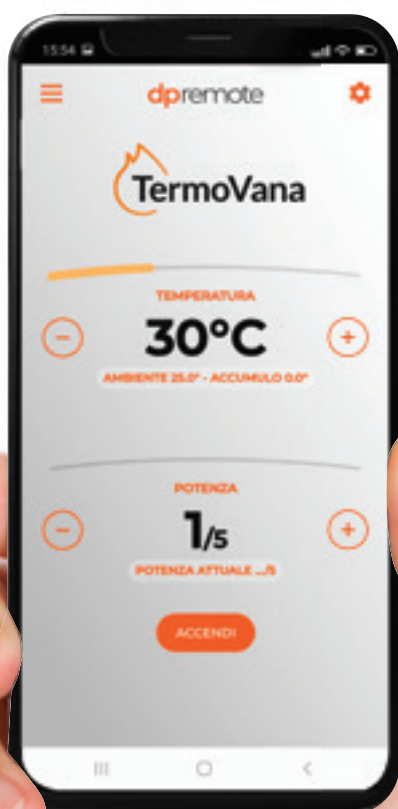 15:54
dpremote
TermoVana
TEMPERATURA
30°C
AMBIENTE 25.0° - ACCUMULO 0.0°
POTENZA
1/5
POTENZA ATTUALE .../5
ACCENDI